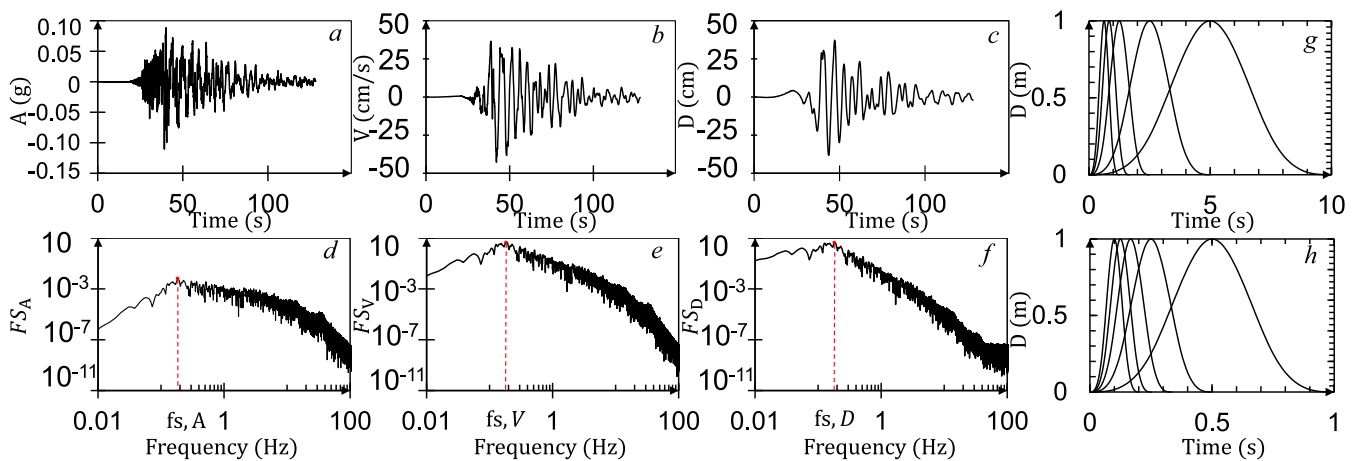 a
0.10
0.05
0.00
-0.05
-0.10
-0.15
A (g)
0 50 100
Time (s)
b
50
25
0
-25
-50
V (cm/s)
0 50 100
Time (s)
c
50
25
0
-25
-50
D (cm)
0 50 100
Time (s)
g
1
0.5
0
D (m)
0 5 10
Time (s)
d
10
10-3
10-7
10-11
FSA
0.01 fs, A 1 100
Frequency (Hz)
e
10
10-3
10-7
10-11
FSV
0.01 fs, V 1 100
Frequency (Hz)
f
10
10-3
10-7
10-11
FSD
0.01 fs, D 1 100
Frequency (Hz)
h
1
0.5
0
D (m)
0 0.5 1
Time (s)